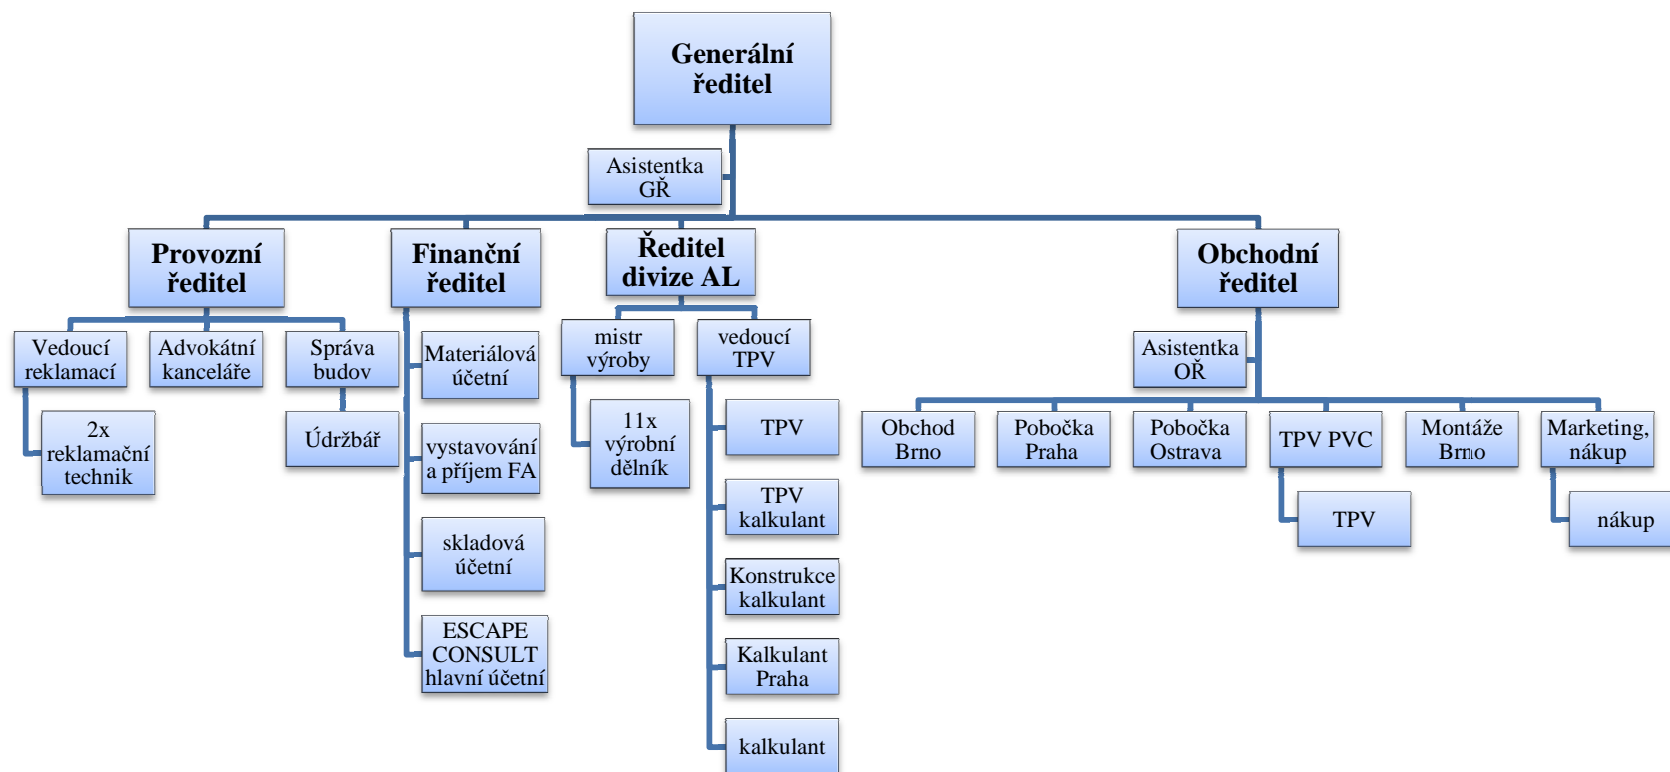 Generální
ředitel
Asistentka
GŘ
Provozní
ředitel
Finanční
ředitel
Ředitel
divize AL
Obchodní
ředitel
Vedoucí
reklamací
Advokátní
kanceláře
Správa
budov
2x
reklamační
technik
Údržbář
Materiálová
účetní
vystavování
a příjem FA
skladová
účetní
ESCAPE
CONSULT
hlavní účetní
mistr
výroby
vedoucí
TPV
11x
výrobní
dělník
TPV
TPV
kalkulant
Konstrukce
kalkulant
Kalkulant
Praha
kalkulant
Asistentka
OŘ
Obchod
Brno
Pobočka
Praha
Pobočka
Ostrava
TPV PVC
Montáže
Brno
Marketing,
nákup
TPV
nákup